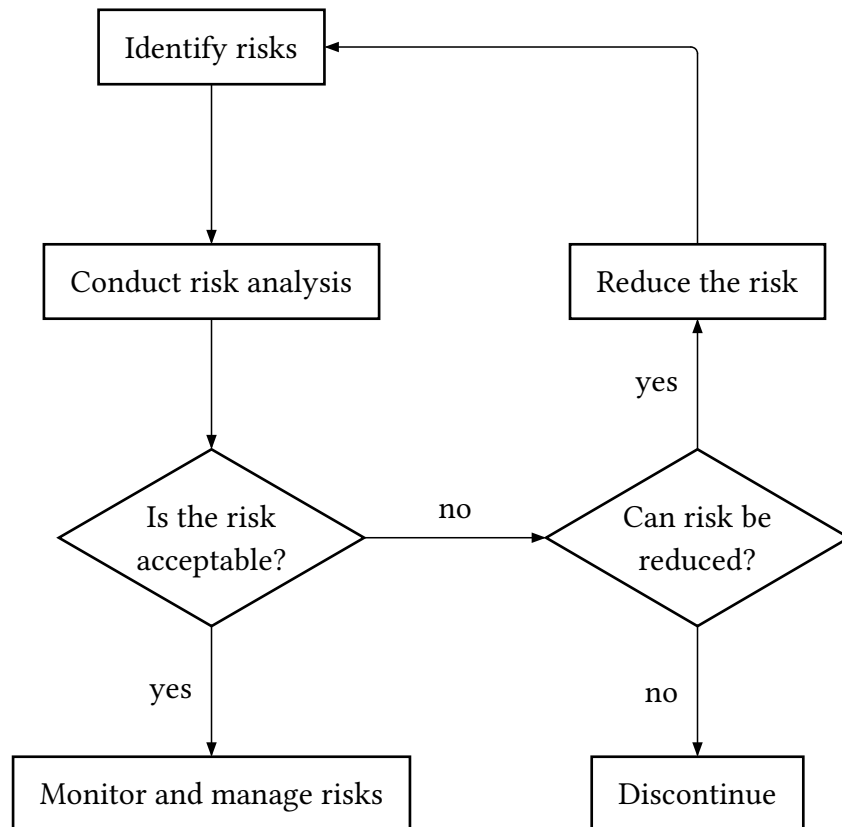 Identify risks
Conduct risk analysis
Reduce the risk
yes
Is the risk
acceptable?
no
Can risk be
reduced?
yes
no
Monitor and manage risks
Discontinue